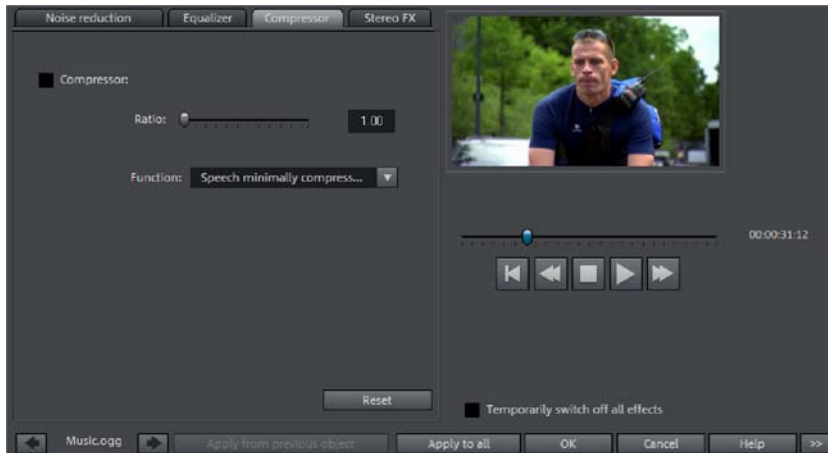 Noise reduction Equalizer Compressor Stereo FX
Compressor:
Ratio: 1.00
Function: Speech minimally compress...
00:00:31:12
Reset
Temporarily switch off all effects
Music.ogg Apply from previous object Apply to all OK Cancel Help >>